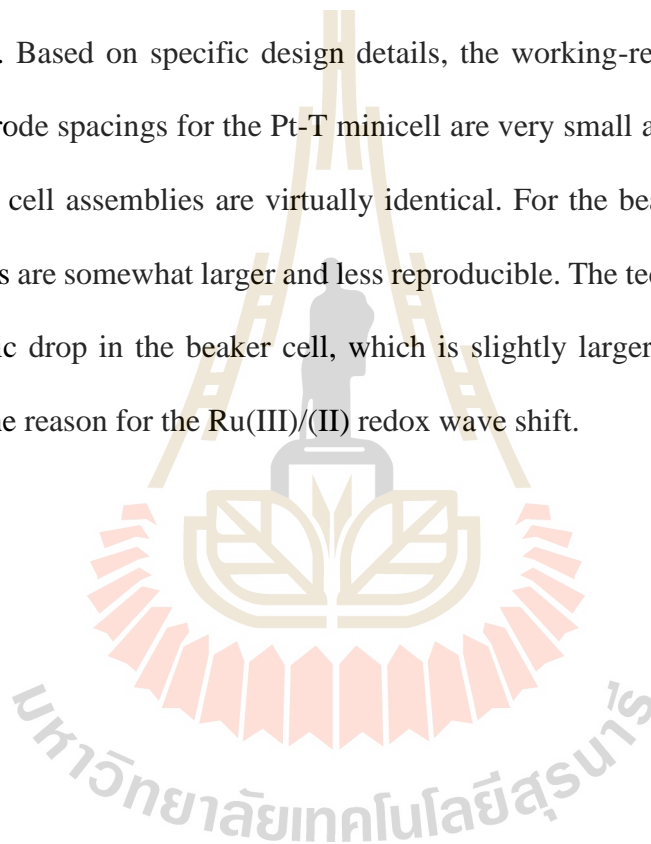 . Based on specific design details, the working-re
rode spacings for the Pt-T minicell are very small a
cell assemblies are virtually identical. For the bea
s are somewhat larger and less reproducible. The tec
ic drop in the beaker cell, which is slightly larger
ne reason for the Ru(III)/(II) redox wave shift.
มหาวิทยาลัยเทคโนโลยีสุรนารี